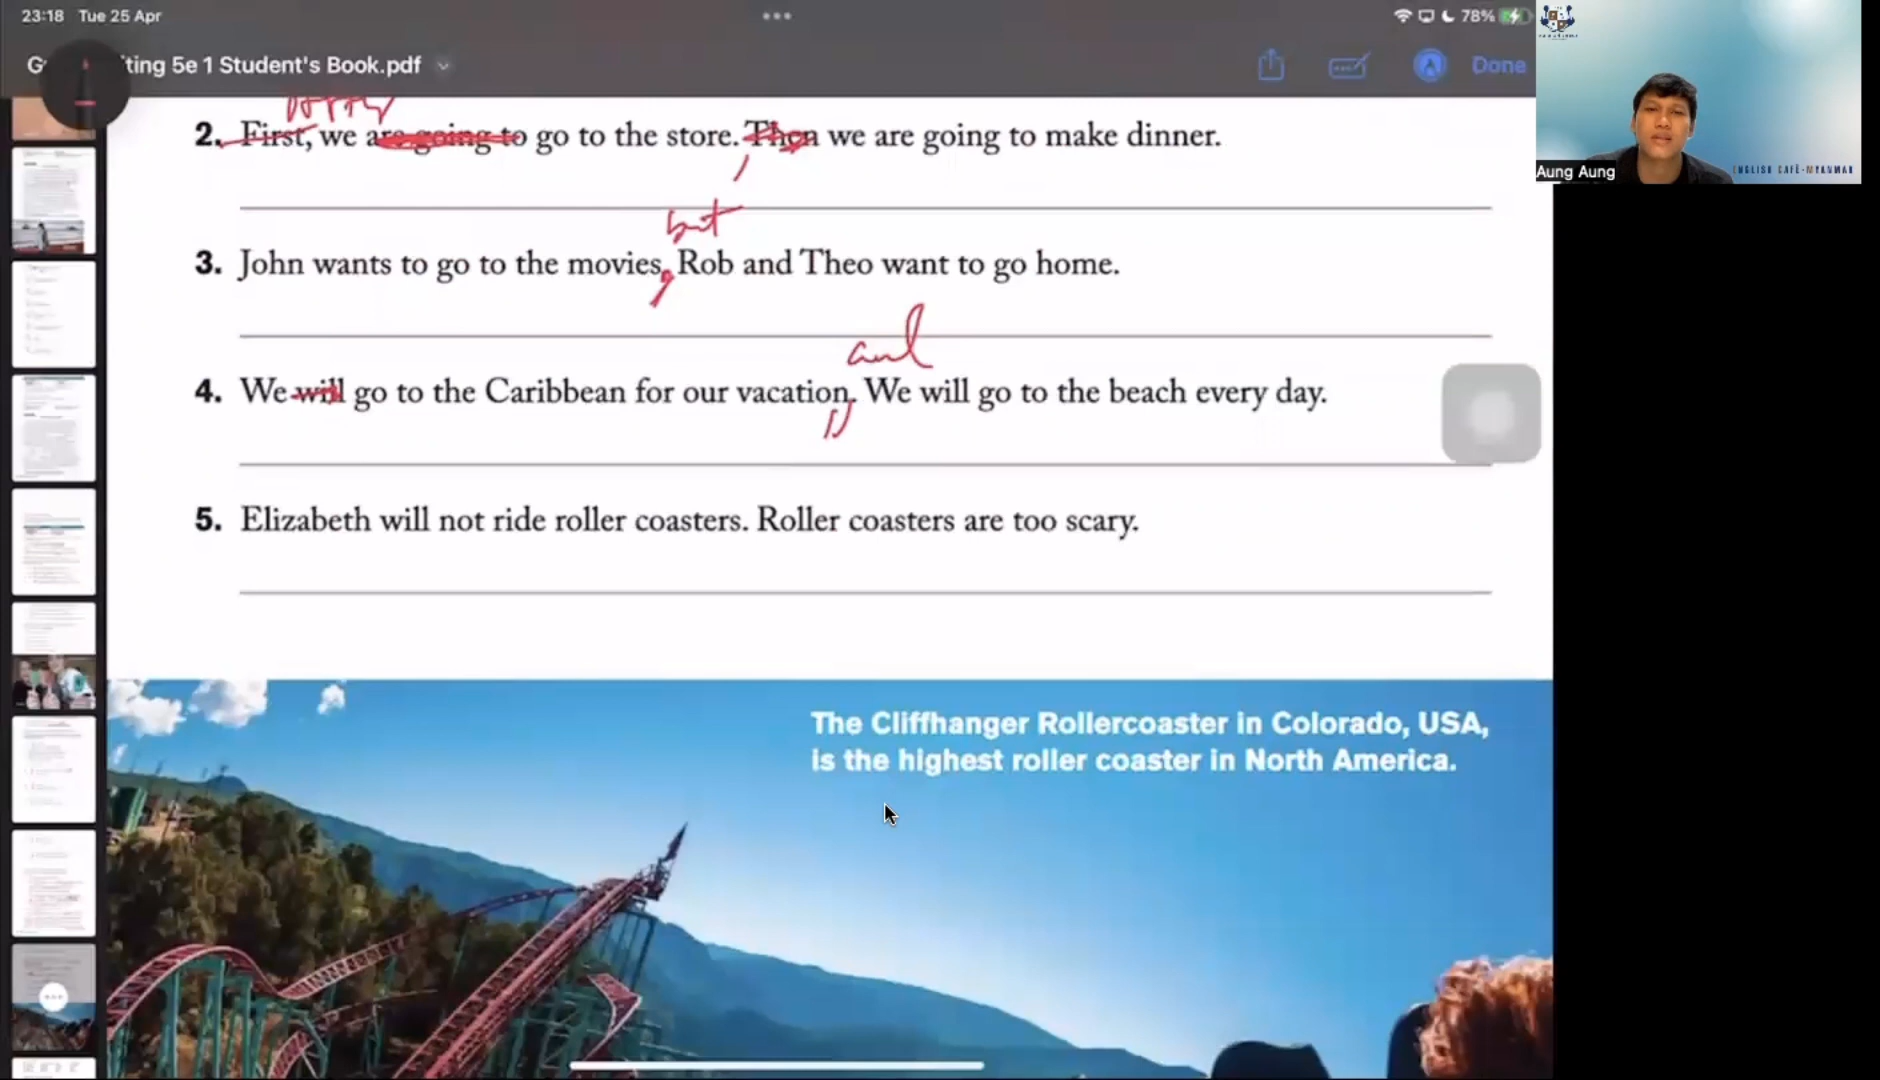 23:18 Tue 25 Apr
78%
ting 5e 1 Student's Book.pdf
Done
Aung Aung
ENGLISH CAFÉ-MYANMAR
2. First, we are going to go to the store. Then we are going to make dinner.
but
3. John wants to go to the movies, Rob and Theo want to go home.
and
4. We will go to the Caribbean for our vacation. We will go to the beach every day.
5. Elizabeth will not ride roller coasters. Roller coasters are too scary.
The Cliffhanger Rollercoaster in Colorado, USA,
is the highest roller coaster in North America.